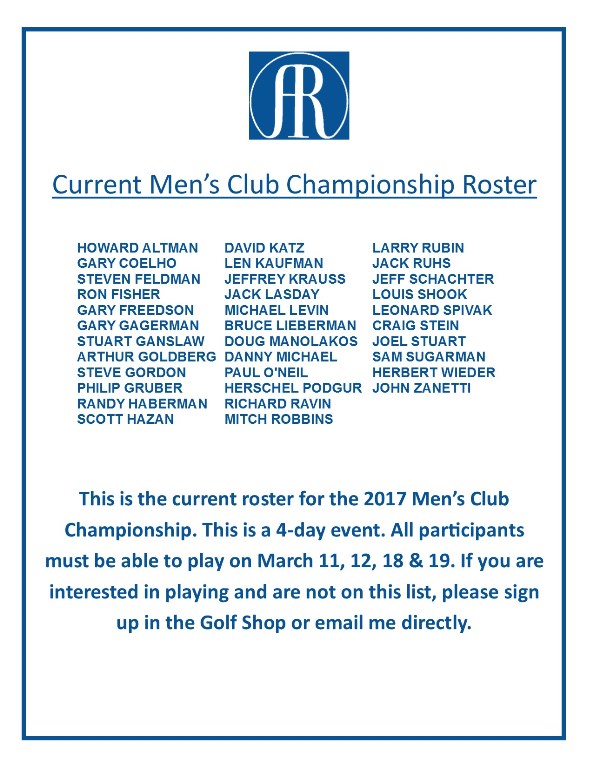 AR
Current Men's Club Championship Roster
HOWARD ALTMAN
GARY COELHO
STEVEN FELDMAN
RON FISHER
GARY FREEDSON
GARY GAGERMAN
STUART GANSLAW
ARTHUR GOLDBERG
STEVE GORDON
PHILIP GRUBER
RANDY HABERMAN
SCOTT HAZAN
DAVID KATZ
LEN KAUFMAN
JEFFREY KRAUSS
JACK LASDAY
MICHAEL LEVIN
BRUCE LIEBERMAN
DOUG MANOLAKOS
DANNY MICHAEL
PAUL O'NEIL
HERSCHEL PODGUR
RICHARD RAVIN
MITCH ROBBINS
LARRY RUBIN
JACK RUHS
JEFF SCHACHTER
LOUIS SHOOK
LEONARD SPIVAK
CRAIG STEIN
JOEL STUART
SAM SUGARMAN
HERBERT WIEDER
JOHN ZANETTI
This is the current roster for the 2017 Men's Club
Championship. This is a 4-day event. All participants
must be able to play on March 11, 12, 18 & 19. If you are
interested in playing and are not on this list, please sign
up in the Golf Shop or email me directly.